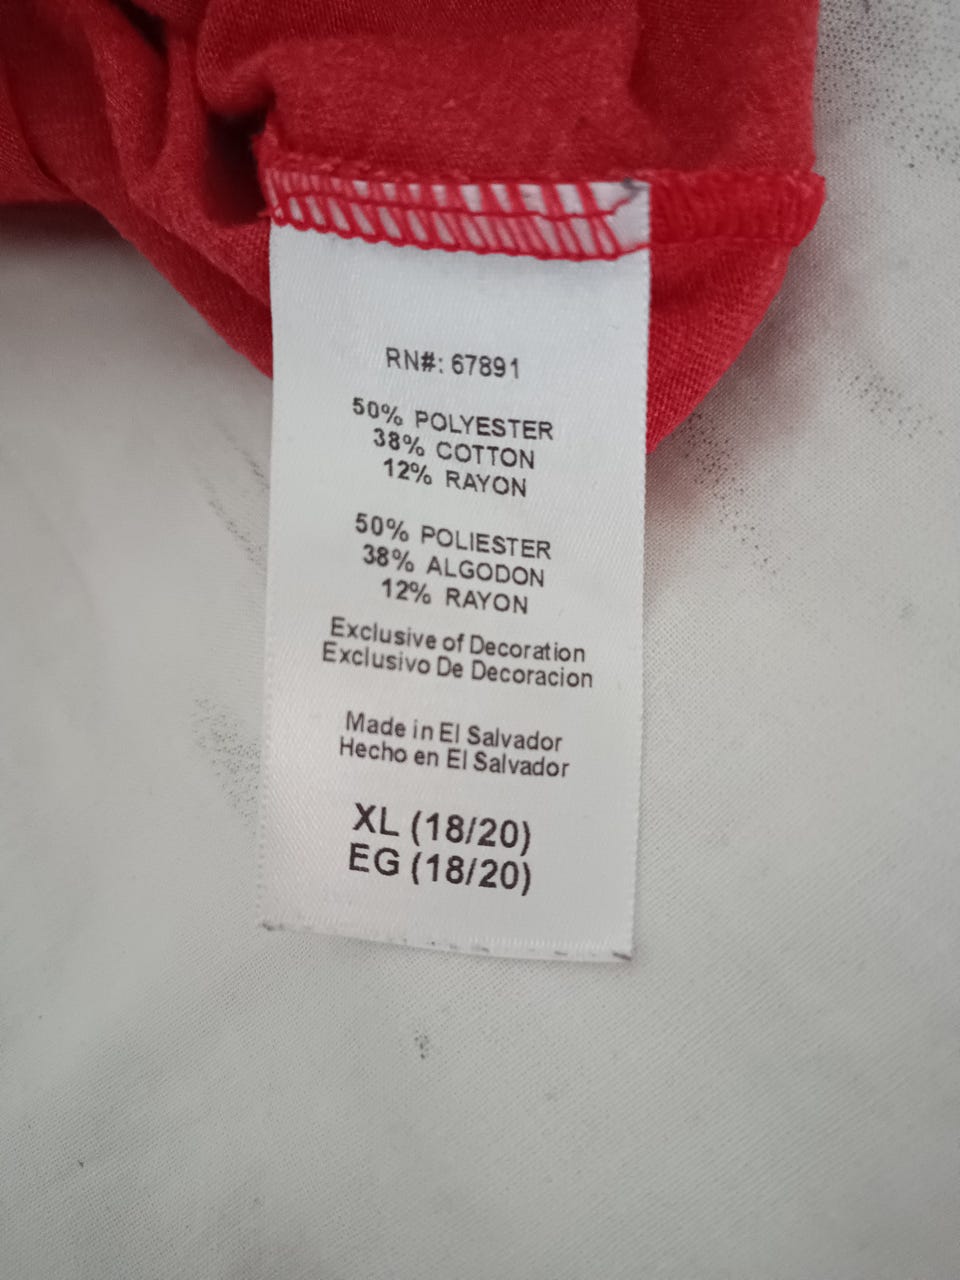 RN#: 67891
50% POLYESTER
38% COTTON
12% RAYON
50% POLIESTER
38% ALGODON
12% RAYON
Exclusive of Decoration
Exclusivo De Decoracion
Made in El Salvador
Hecho en El Salvador
XL (18/20)
EG (18/20)